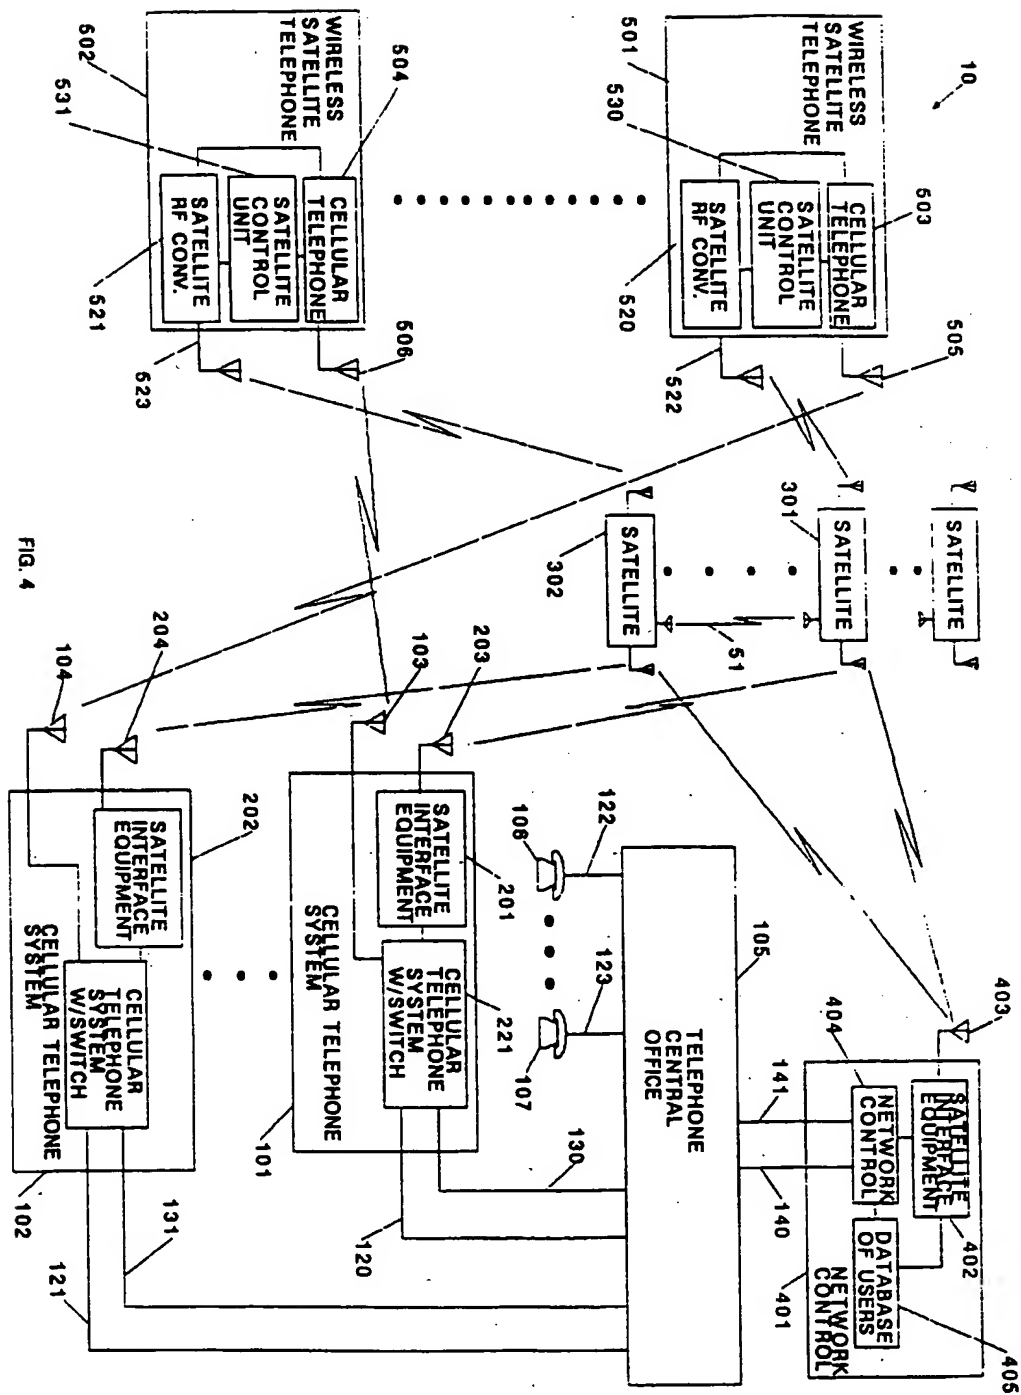 10
WIRELESS
SATELLITE
TELEPHONE
501
530
503
CELLULAR
TELEPHONE
SATELLITE
CONTROL
UNIT
SATELLITE
RF CONV.
520
522
505
WIRELESS
SATELLITE
TELEPHONE
502
531
504
CELLULAR
TELEPHONE
SATELLITE
CONTROL
UNIT
SATELLITE
RF CONV.
521
523
506
SATELLITE
SATELLITE
301
SATELLITE
302
51
403
404
SATELLITE
INTERFACE
EQUIPMENT
402
NETWORK
CONTROL
DATABASE
OF USERS
405
NETWORK
CONTROL
401
141
140
105
TELEPHONE
CENTRAL
OFFICE
122
123
106
107
203
103
SATELLITE
INTERFACE
EQUIPMENT
201
CELLULAR
TELEPHONE
SYSTEM
W/SWITCH
221
CELLULAR TELEPHONE
SYSTEM
101
130
120
204
104
SATELLITE
INTERFACE
EQUIPMENT
202
CELLULAR
TELEPHONE
SYSTEM
W/SWITCH
CELLULAR TELEPHONE
SYSTEM
102
131
121
FIG. 4